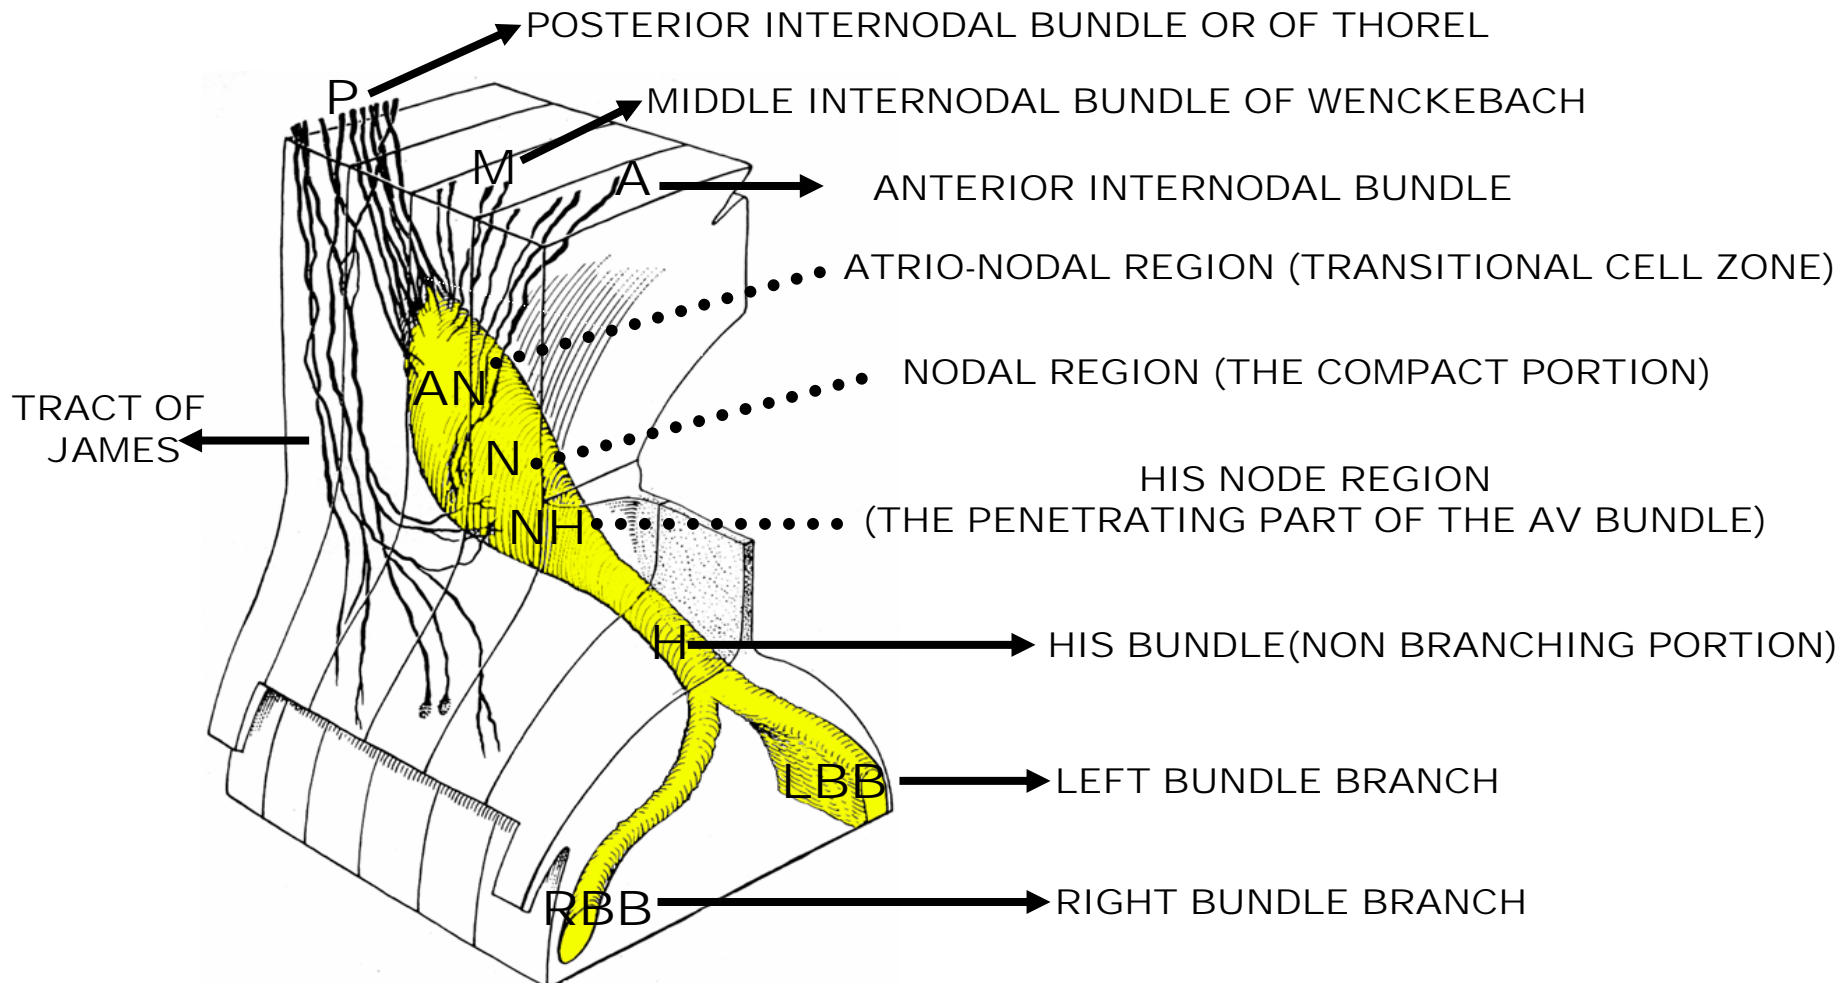 POSTERIOR INTERNODAL BUNDLE OR OF THOREL
P
MIDDLE INTERNODAL BUNDLE OF WENCKEBACH
M
A
ANTERIOR INTERNODAL BUNDLE
ATRIO-NODAL REGION (TRANSITIONAL CELL ZONE)
AN
NODAL REGION (THE COMPACT PORTION)
TRACT OF
JAMES
N
HIS NODE REGION
NH
(THE PENETRATING PART OF THE AV BUNDLE)
H
HIS BUNDLE(NON BRANCHING PORTION)
LBB
LEFT BUNDLE BRANCH
RBB
RIGHT BUNDLE BRANCH